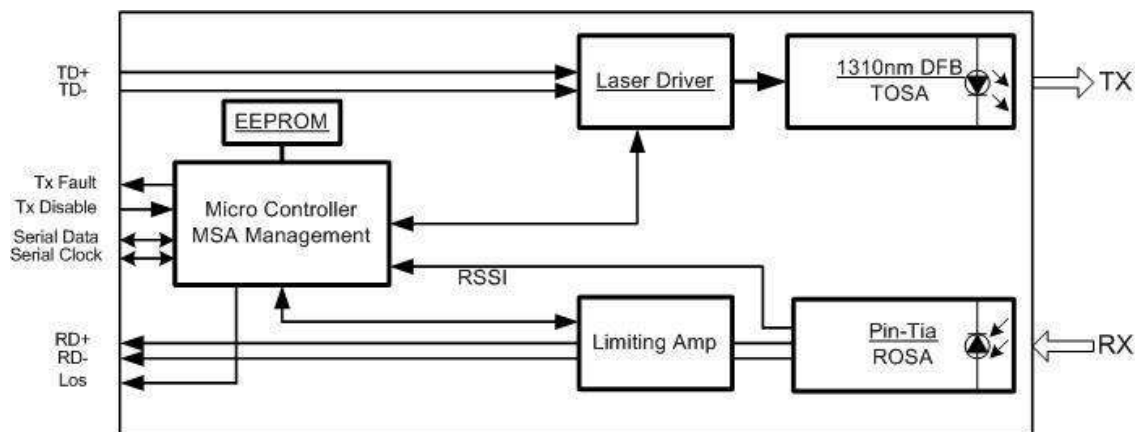 TD+
TD-
Laser Driver
1310nm DFB
TOSA
TX
EEPROM
Tx Fault
Tx Disable
Serial Data
Serial Clock
Micro Controller
MSA Management
RSSI
RD+
RD-
Los
Limiting Amp
Pin-Tia
ROSA
RX